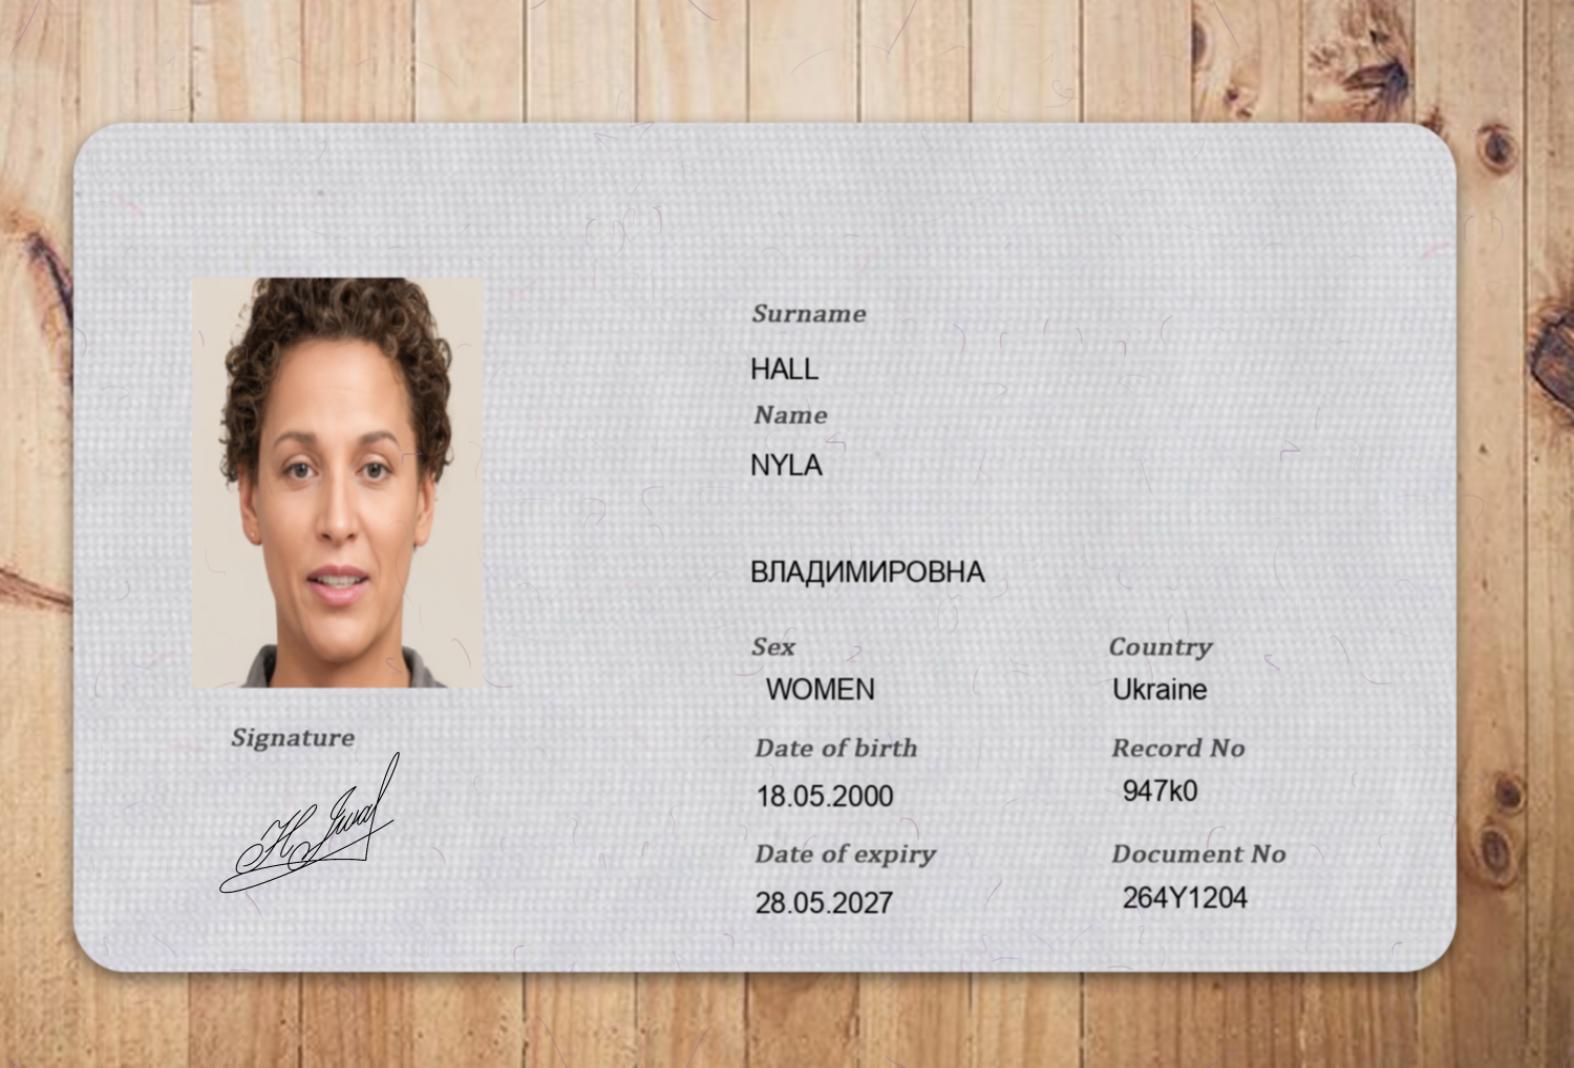 Surname
HALL
Name
NYLA
ВЛАДИМИРОВНА
Sex
WOMEN
Country
Ukraine
Date of birth
18.05.2000
Record No
947k0
Date of expiry
28.05.2027
Document No
264Y1204
Signature